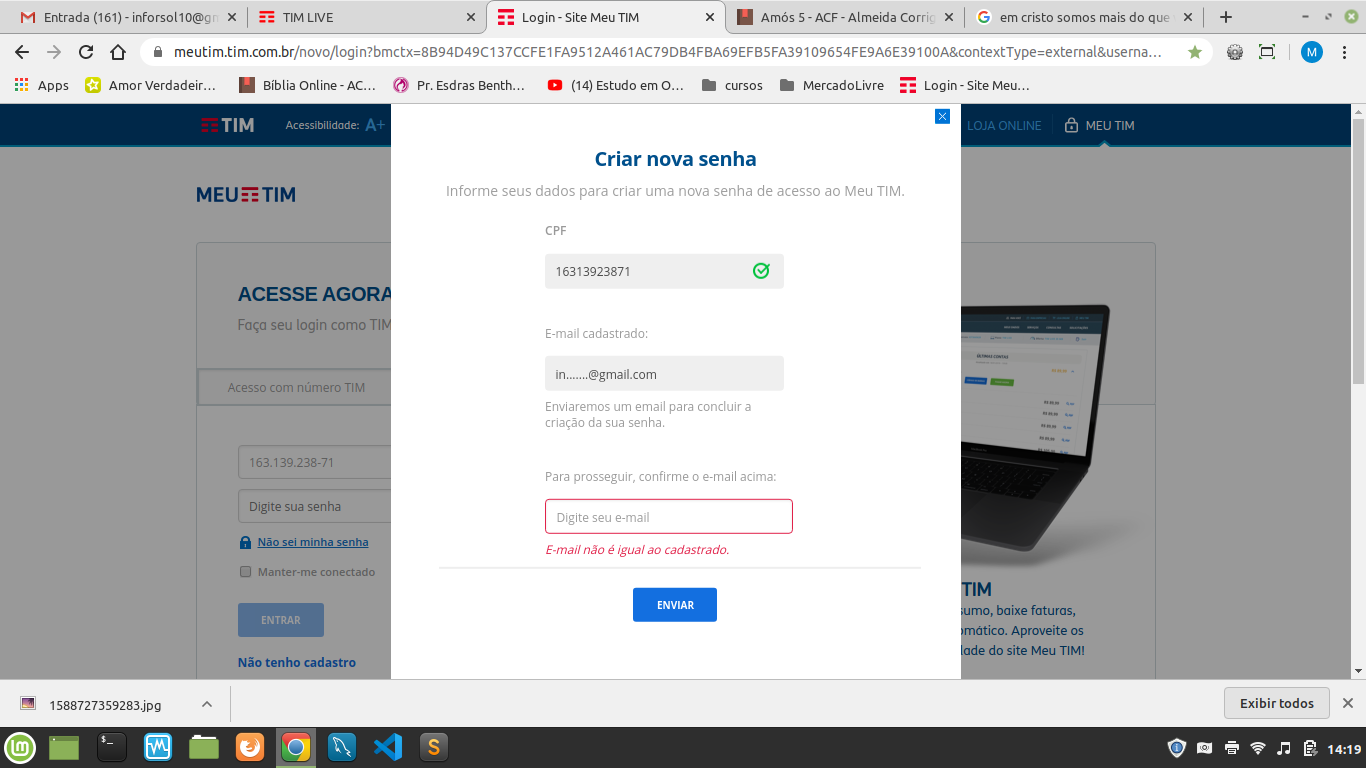 Entrada (161) - inforsol10@gm
TIM LIVE
Login - Site Meu TIM
Amós 5 - ACF - Almeida Corrig
em cristo somos mais do que
meutim.tim.com.br/novo/login?bmctx=8B94D49C137CCFE1FA9512A461AC79DB4FBA69EFB5FA39109654FE9A6E39100A&contextType=external&userna...
M
Apps
Amor Verdadeir...
Bíblia Online - AC...
Pr. Esdras Benth...
(14) Estudo em O...
cursos
MercadoLivre
Login - Site Meu...
TIM
Acessibilidade: A+
LOJA ONLINE
MEU TIM
MEU TIM
ACESSE AGORA
Faça seu login como TIM
Acesso com número TIM
163.139.238-71
Digite sua senha
Não sei minha senha
Manter-me conectado
ENTRAR
Não tenho cadastro
Criar nova senha
Informe seus dados para criar uma nova senha de acesso ao Meu TIM.
CPF
16313923871
E-mail cadastrado:
in.......@gmail.com
Enviaremos um email para concluir a
criação da sua senha.
Para prosseguir, confirme o e-mail acima:
Digite seu e-mail
E-mail não é igual ao cadastrado.
ENVIAR
TIM
sumo, baixe faturas,
omático. Aproveite os
lade do site Meu TIM!
1588727359283.jpg
Exibir todos
14:19